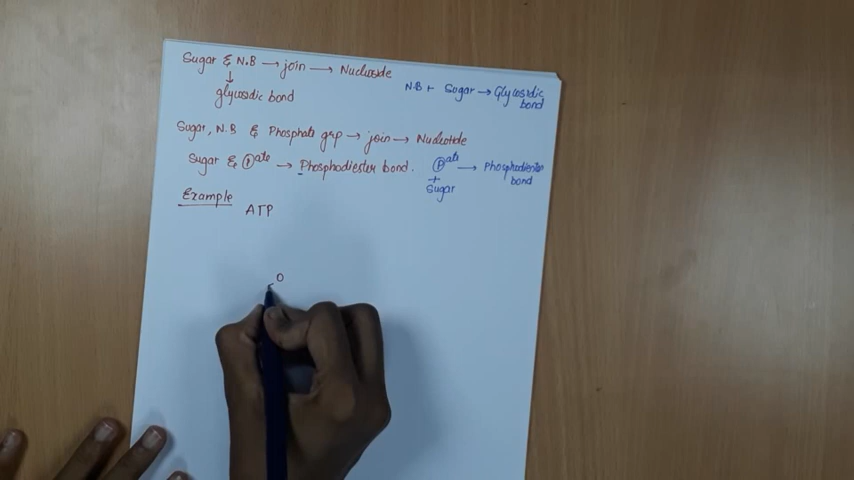 Sugar & N.B → join → Nucleoside
↓
glycosidic bond
N.B + Sugar → Glycosidic
bond
Sugar, N.B & Phosphate grp → join → Nucleotide
Sugar & Pate → Phosphodiester bond.
Pate → Phosphodiester
+ bond
Sugar
Example
ATP
O